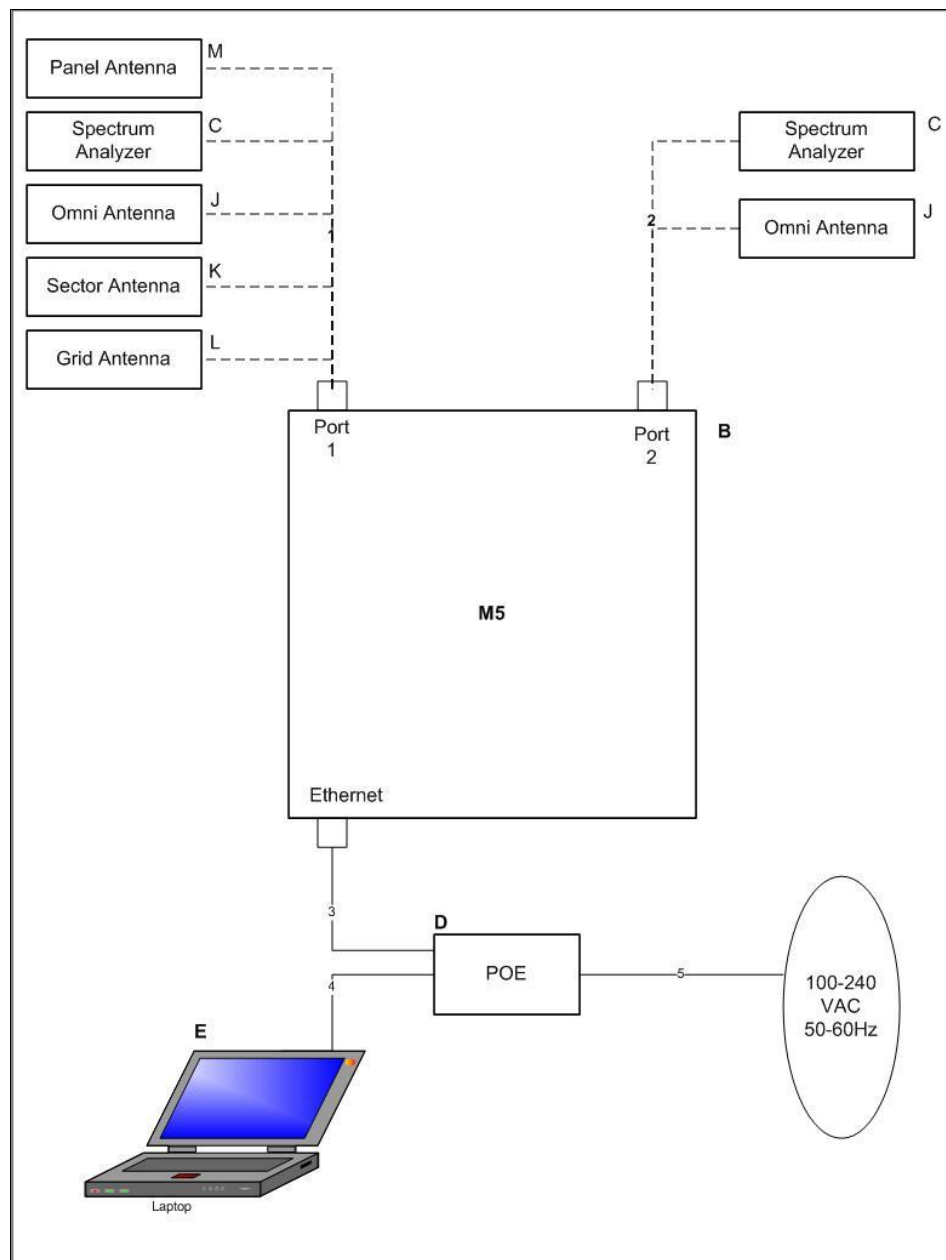 Panel Antenna
M
Spectrum
Analyzer
C
Omni Antenna
J
Sector Antenna
K
Grid Antenna
L
1
Spectrum
Analyzer
C
Omni Antenna
J
2
Port
1
Port
2
B
M5
Ethernet
3
D
POE
4
5
100-240
VAC
50-60Hz
E
Laptop